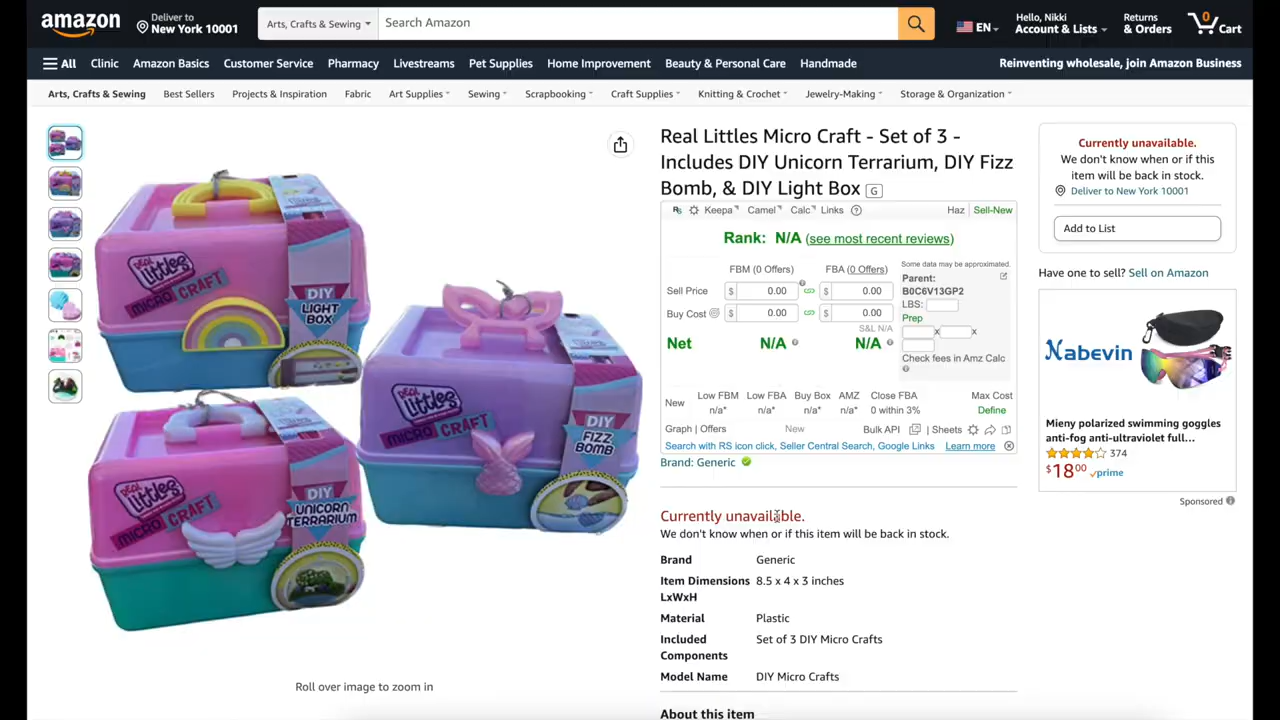 amazon
Deliver to
New York 10001
Arts, Crafts & Sewing
Search Amazon
EN
Hello, Nikki
Account & Lists
Returns
& Orders
0
Cart
All
Clinic
Amazon Basics
Customer Service
Pharmacy
Livestreams
Pet Supplies
Home Improvement
Beauty & Personal Care
Handmade
Reinventing wholesale, join Amazon Business
Arts, Crafts & Sewing
Best Sellers
Projects & Inspiration
Fabric
Art Supplies
Sewing
Scrapbooking
Craft Supplies
Knitting & Crochet
Jewelry-Making
Storage & Organization
REAL Littles
MICRO CRAFT
DIY
LIGHT
BOX
REAL Littles
MICRO CRAFT
DIY
FIZZ
BOMB
REAL Littles
MICRO CRAFT
DIY
UNICORN
TERRARIUM
Roll over image to zoom in
Real Littles Micro Craft - Set of 3 -
Includes DIY Unicorn Terrarium, DIY Fizz
Bomb, & DIY Light Box G
RS Keepa Camel Calc Links ? Haz Sell-New
Rank: N/A (see most recent reviews)
Some data may be approximated.
FBM (0 Offers) FBA (0 Offers)
Parent:
B0C6V13GP2
Sell Price $ 0.00 $ 0.00
LBS:
Buy Cost $ 0.00 $ 0.00
Prep
S&L N/A
x x
Net N/A N/A
Check fees in Amz Calc
New Low FBM Low FBA Buy Box AMZ Close FBA Max Cost
n/a* n/a* n/a* n/a* 0 within 3% Define
Graph | Offers New Bulk API | Sheets
Search with RS icon click, Seller Central Search, Google Links Learn more
Brand: Generic
Currently unavailable.
We don't know when or if this item will be back in stock.
Brand Generic
Item Dimensions 8.5 x 4 x 3 inches
LxWxH
Material Plastic
Included Set of 3 DIY Micro Crafts
Components
Model Name DIY Micro Crafts
About this item
Currently unavailable.
We don't know when or if this
item will be back in stock.
Deliver to New York 10001
Add to List
Have one to sell? Sell on Amazon
Nabevin
Mieny polarized swimming goggles
anti-fog anti-ultraviolet full...
374
$18 00 prime
Sponsored